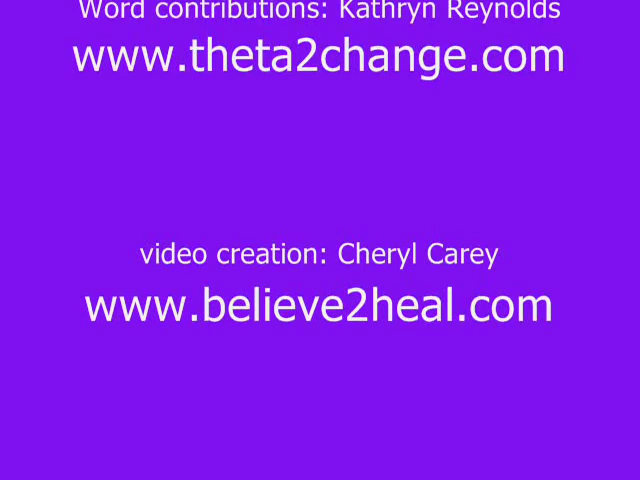 Word contributions: Kathryn Reynolds
www.theta2change.com
video creation: Cheryl Carey
www.believe2heal.com